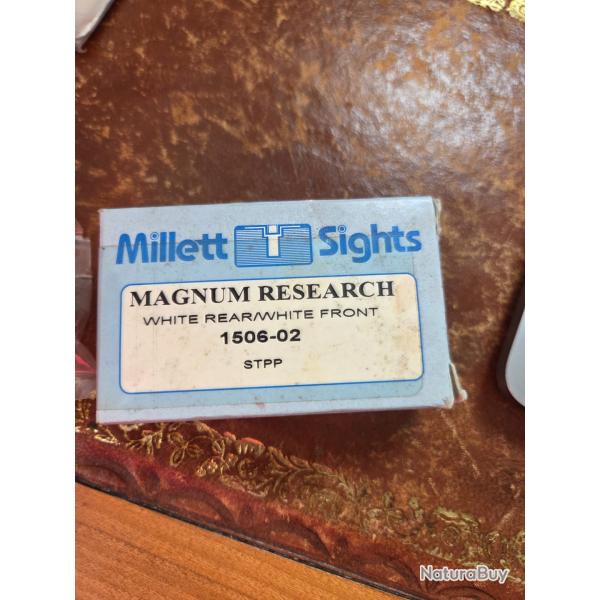 Millett Sights
MAGNUM RESEARCH
WHITE REAR/WHITE FRONT
1506-02
STPP
NaturaBuy